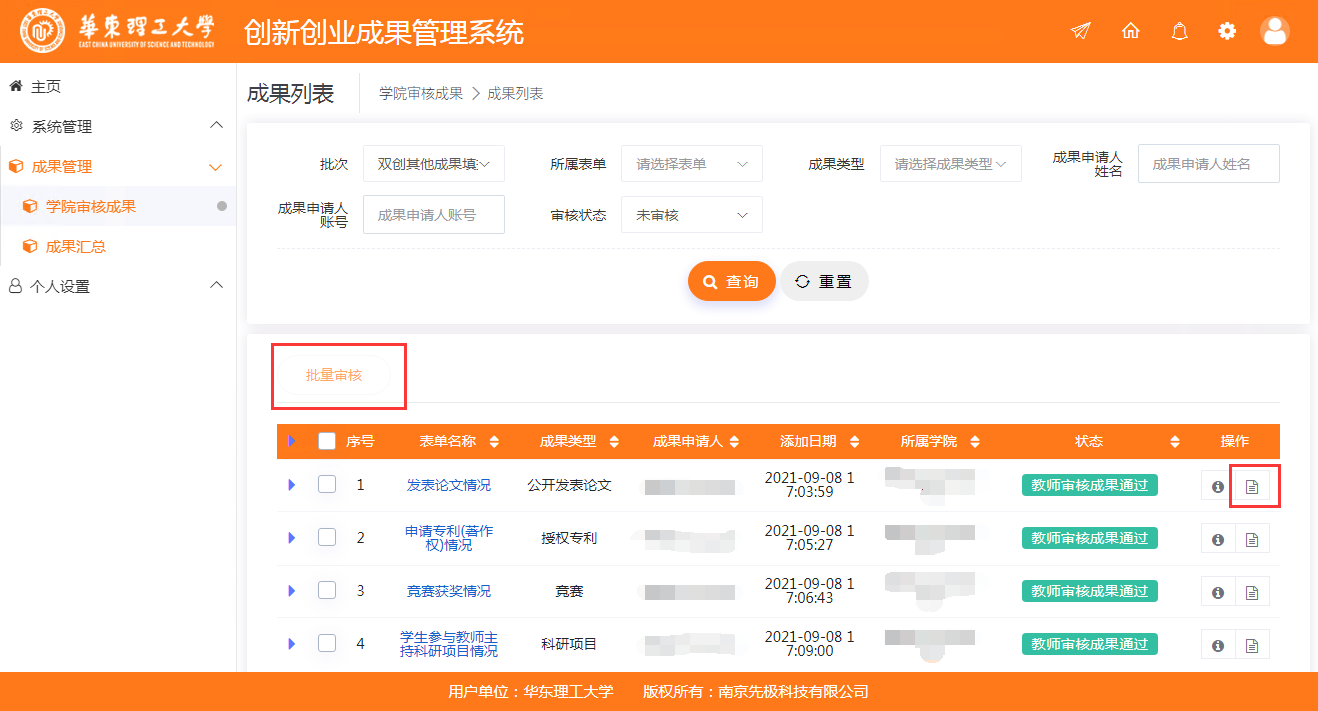 華東理工大学
EAST CHINA UNIVERSITY OF SCIENCE AND TECHNOLOGY
创新创业成果管理系统
主页
系统管理
成果管理
学院审核成果
成果汇总
个人设置
成果列表
学院审核成果 > 成果列表
批次 双创其他成果填 所属表单 请选择表单 成果类型 请选择成果类型 成果申请人姓名 成果申请人姓名
成果申请人账号 成果申请人账号 审核状态 未审核
查询 重置
批量审核
序号 表单名称 成果类型 成果申请人 添加日期 所属学院 状态 操作
1 发表论文情况 公开发表论文 2021-09-08 17:03:59 教师审核成果通过
2 申请专利(著作权)情况 授权专利 2021-09-08 17:05:27 教师审核成果通过
3 竞赛获奖情况 竞赛 2021-09-08 17:06:43 教师审核成果通过
4 学生参与教师主持科研项目情况 科研项目 2021-09-08 17:09:00 教师审核成果通过
用户单位：华东理工大学 版权所有：南京先极科技有限公司